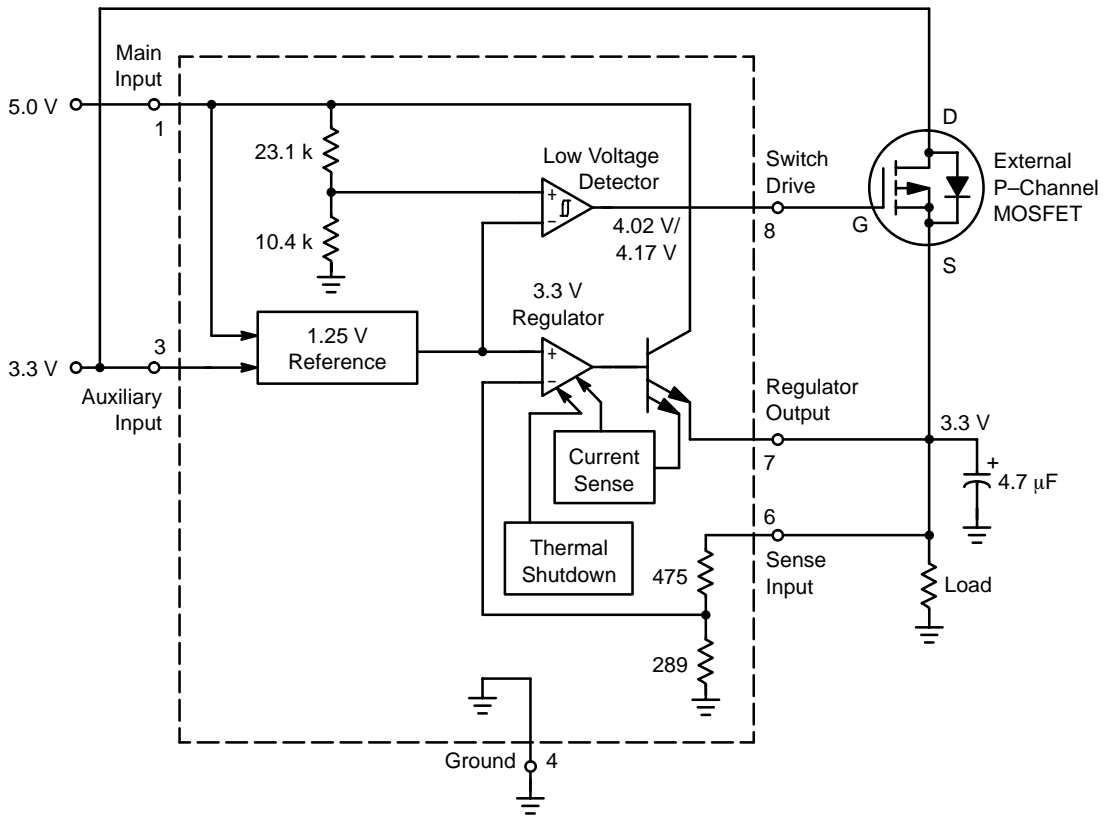 Main
Input
5.0 V
1
23.1 k
10.4 k
Low Voltage
Detector
+
−
4.02 V/
4.17 V
Switch
Drive
8
D
G
S
External
P–Channel
MOSFET
3.3 V
Regulator
1.25 V
Reference
+
−
3.3 V
3
Auxiliary
Input
Current
Sense
Thermal
Shutdown
Regulator
Output
7
3.3 V
+
4.7 μF
6
Sense
Input
475
289
Load
Ground
4